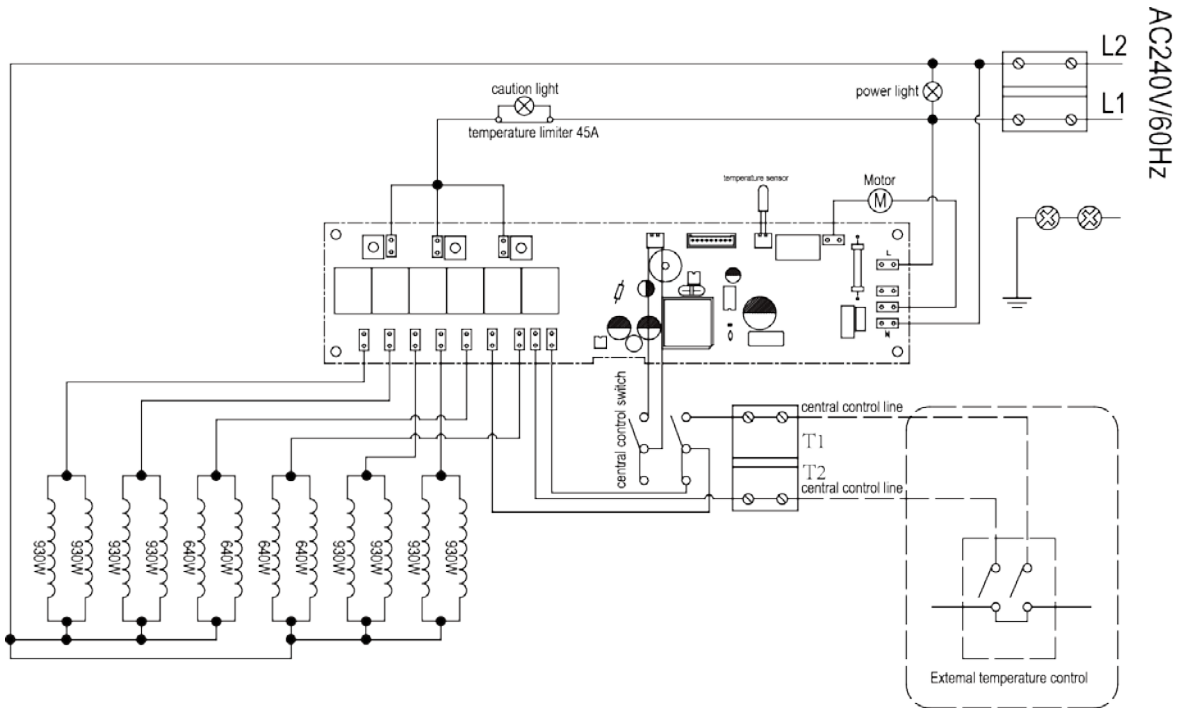 AC240V/60Hz
L2
caution light
power light
L1
temperature limiter 45A
temperature sensor
Motor
M
L
N
central control switch
central control line
T1
T2
central control line
930W
930W
930W
930W
640W
640W
640W
640W
930W
930W
930W
930W
External temperature control